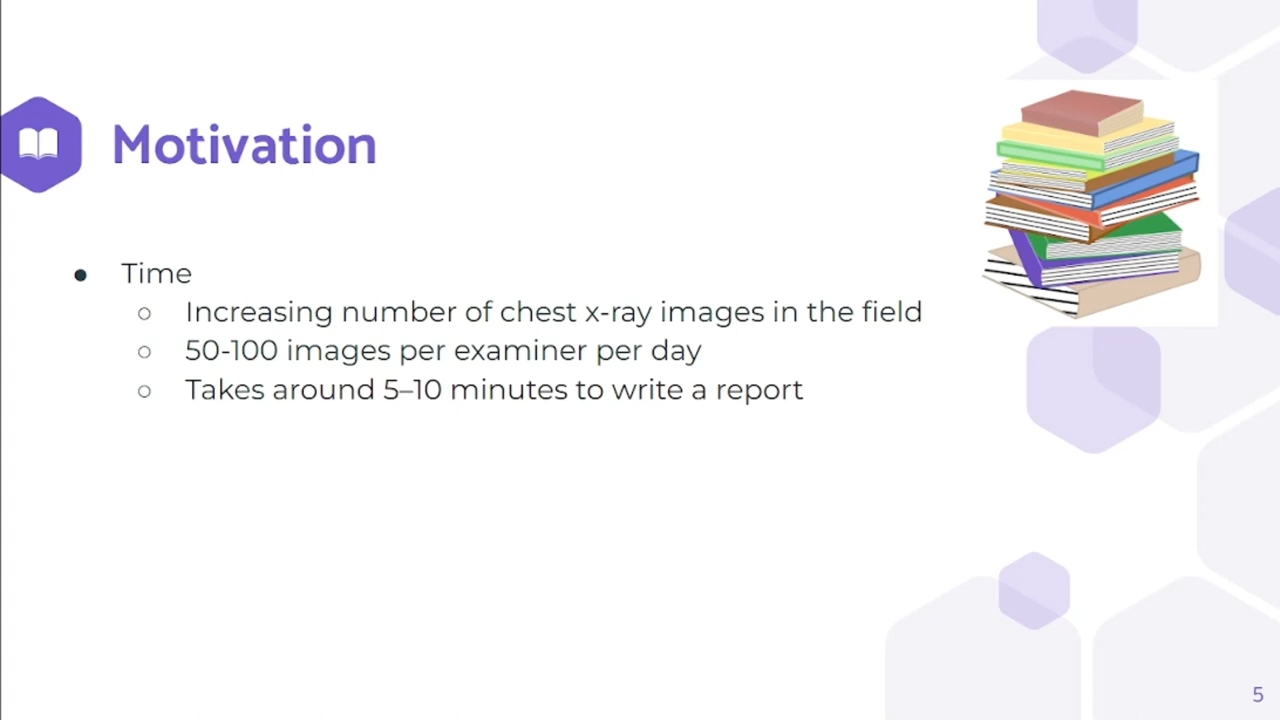 Motivation
● Time
○ Increasing number of chest x-ray images in the field
○ 50-100 images per examiner per day
○ Takes around 5–10 minutes to write a report
5